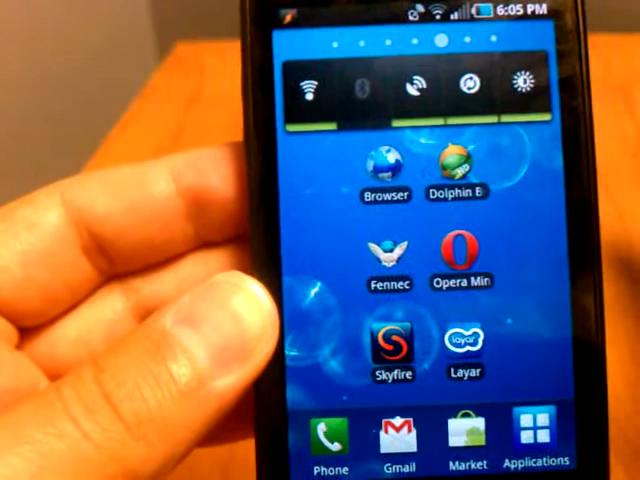 6:05 PM
Browser
Dolphin B
Fennec
Opera Min
Skyfire
layar
Layar
Phone
Gmail
Market
Applications